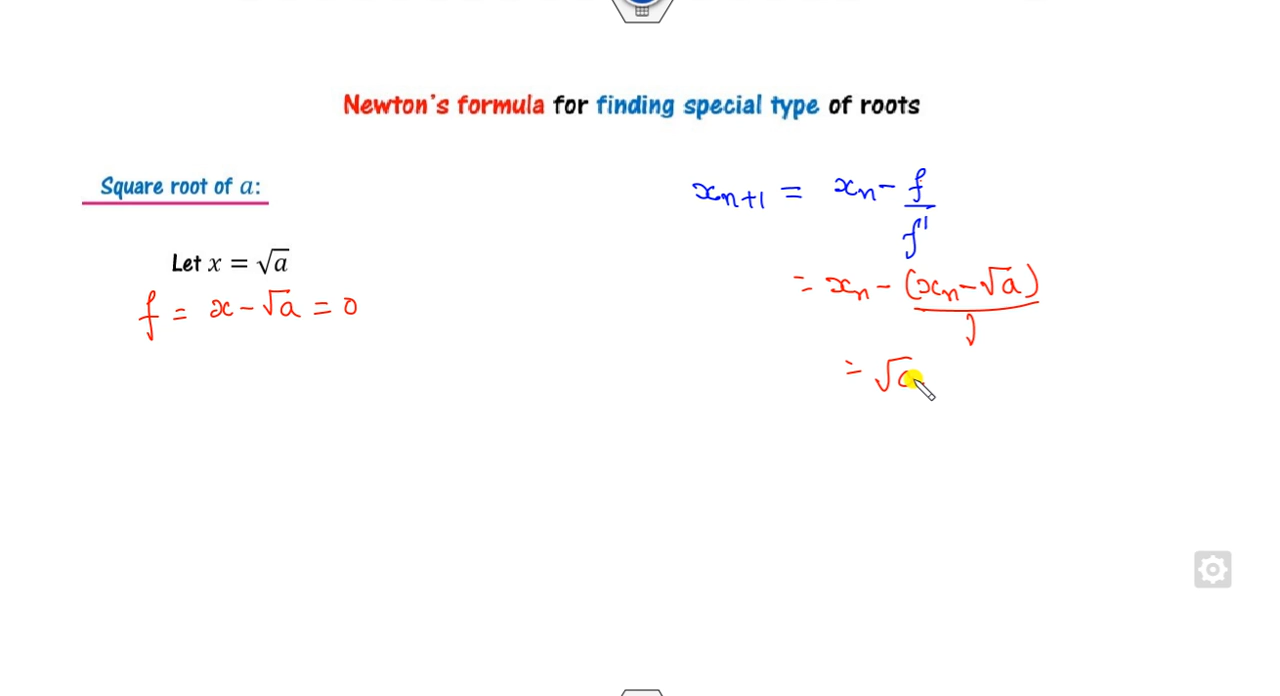 Newton's formula for finding special type of roots
Square root of a:
Let x = √a
f = x - √a = 0
xₙ₊₁ = xₙ - f/f'
= xₙ - (xₙ - √a)/1
= √a